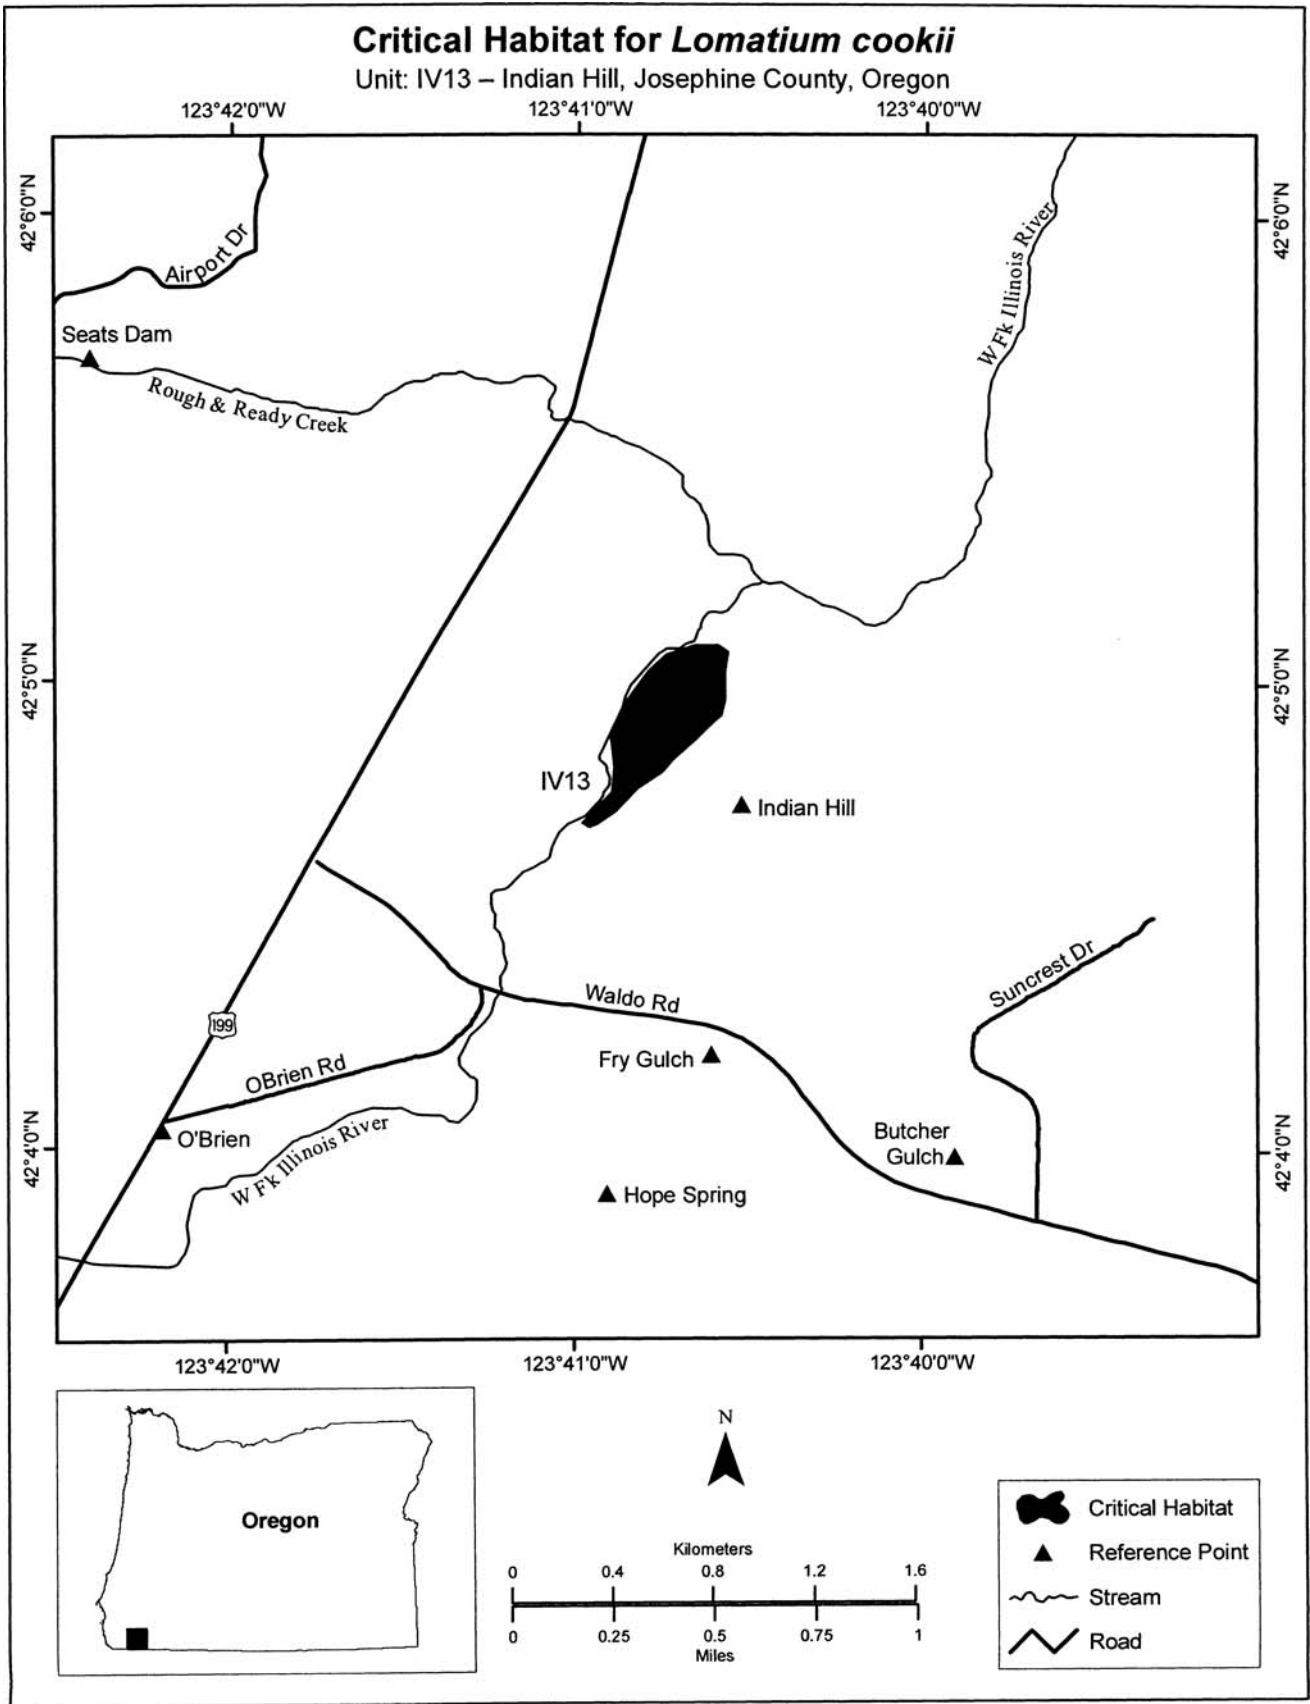 Critical Habitat for Lomatium cookii
Unit: IV13 – Indian Hill, Josephine County, Oregon
123°42'0"W 123°41'0"W 123°40'0"W
42°6'0"N
42°6'0"N
Airport Dr
W Fk Illinois River
Seats Dam
Rough & Ready Creek
42°5'0"N
42°5'0"N
IV13
Indian Hill
Suncrest Dr
Waldo Rd
199
Fry Gulch
OBrien Rd
O'Brien
W Fk Illinois River
Butcher
Gulch
42°4'0"N
42°4'0"N
Hope Spring
123°42'0"W 123°41'0"W 123°40'0"W
Oregon
N
Kilometers
0 0.4 0.8 1.2 1.6
0 0.25 0.5 0.75 1
Miles
Critical Habitat
Reference Point
Stream
Road